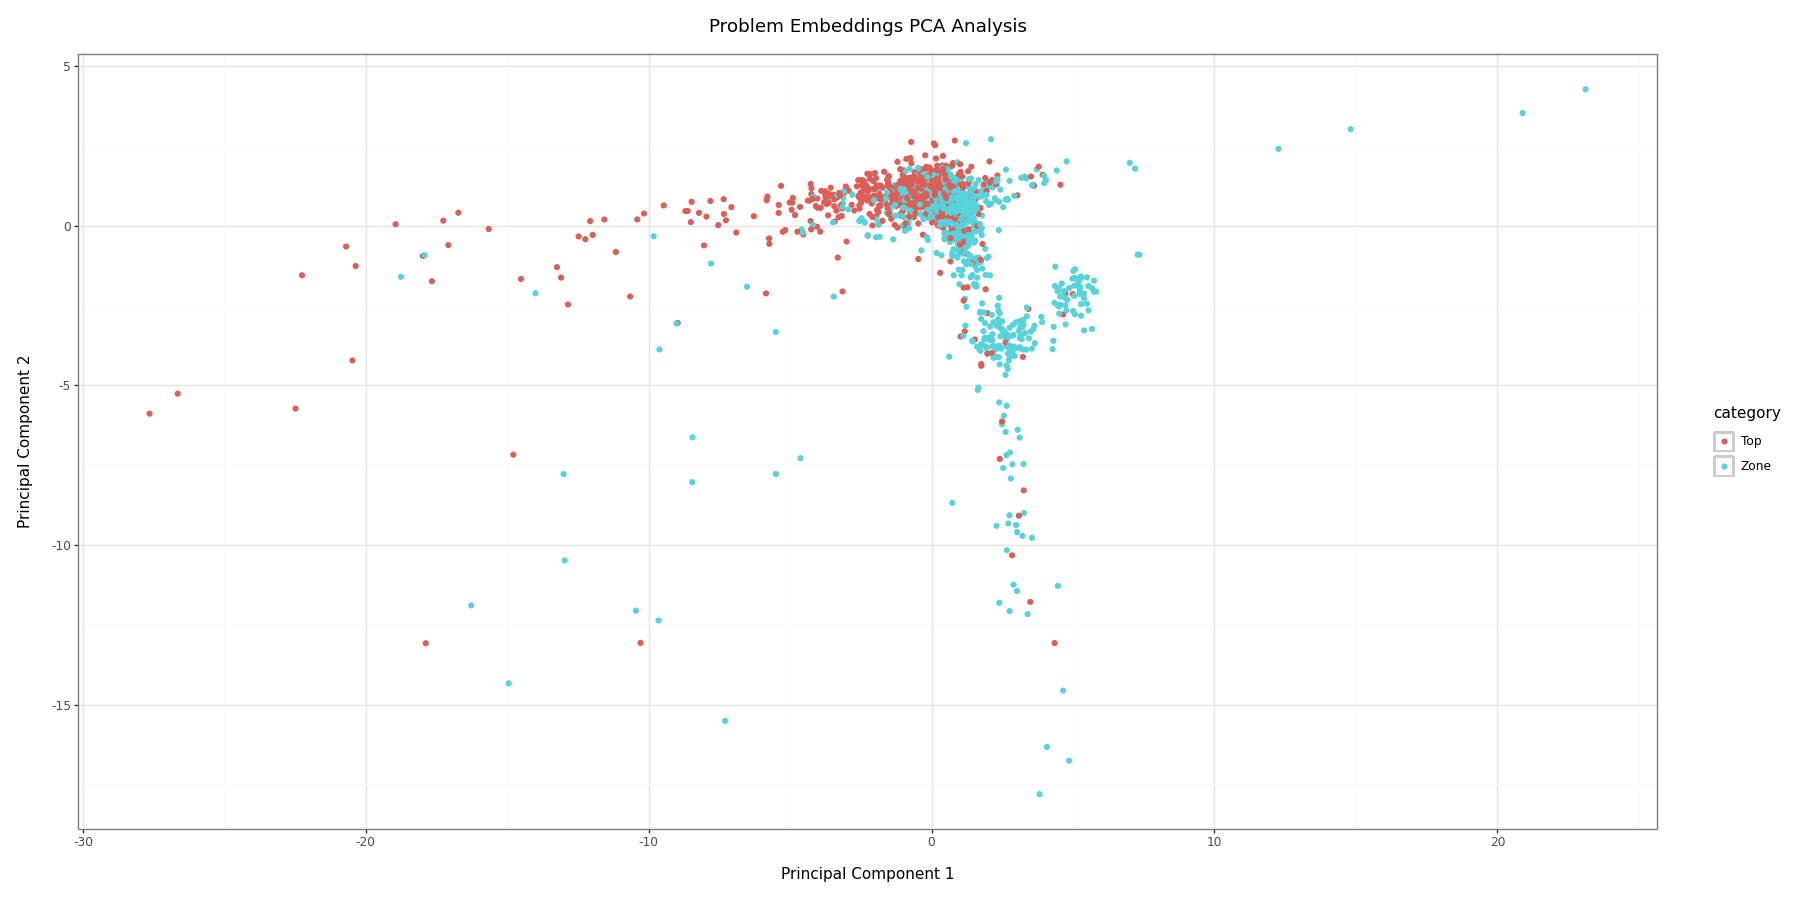 Problem Embeddings PCA Analysis
5
0
-5
-10
-15
-30
-20
-10
0
10
20
Principal Component 2
Principal Component 1
category
Top
Zone